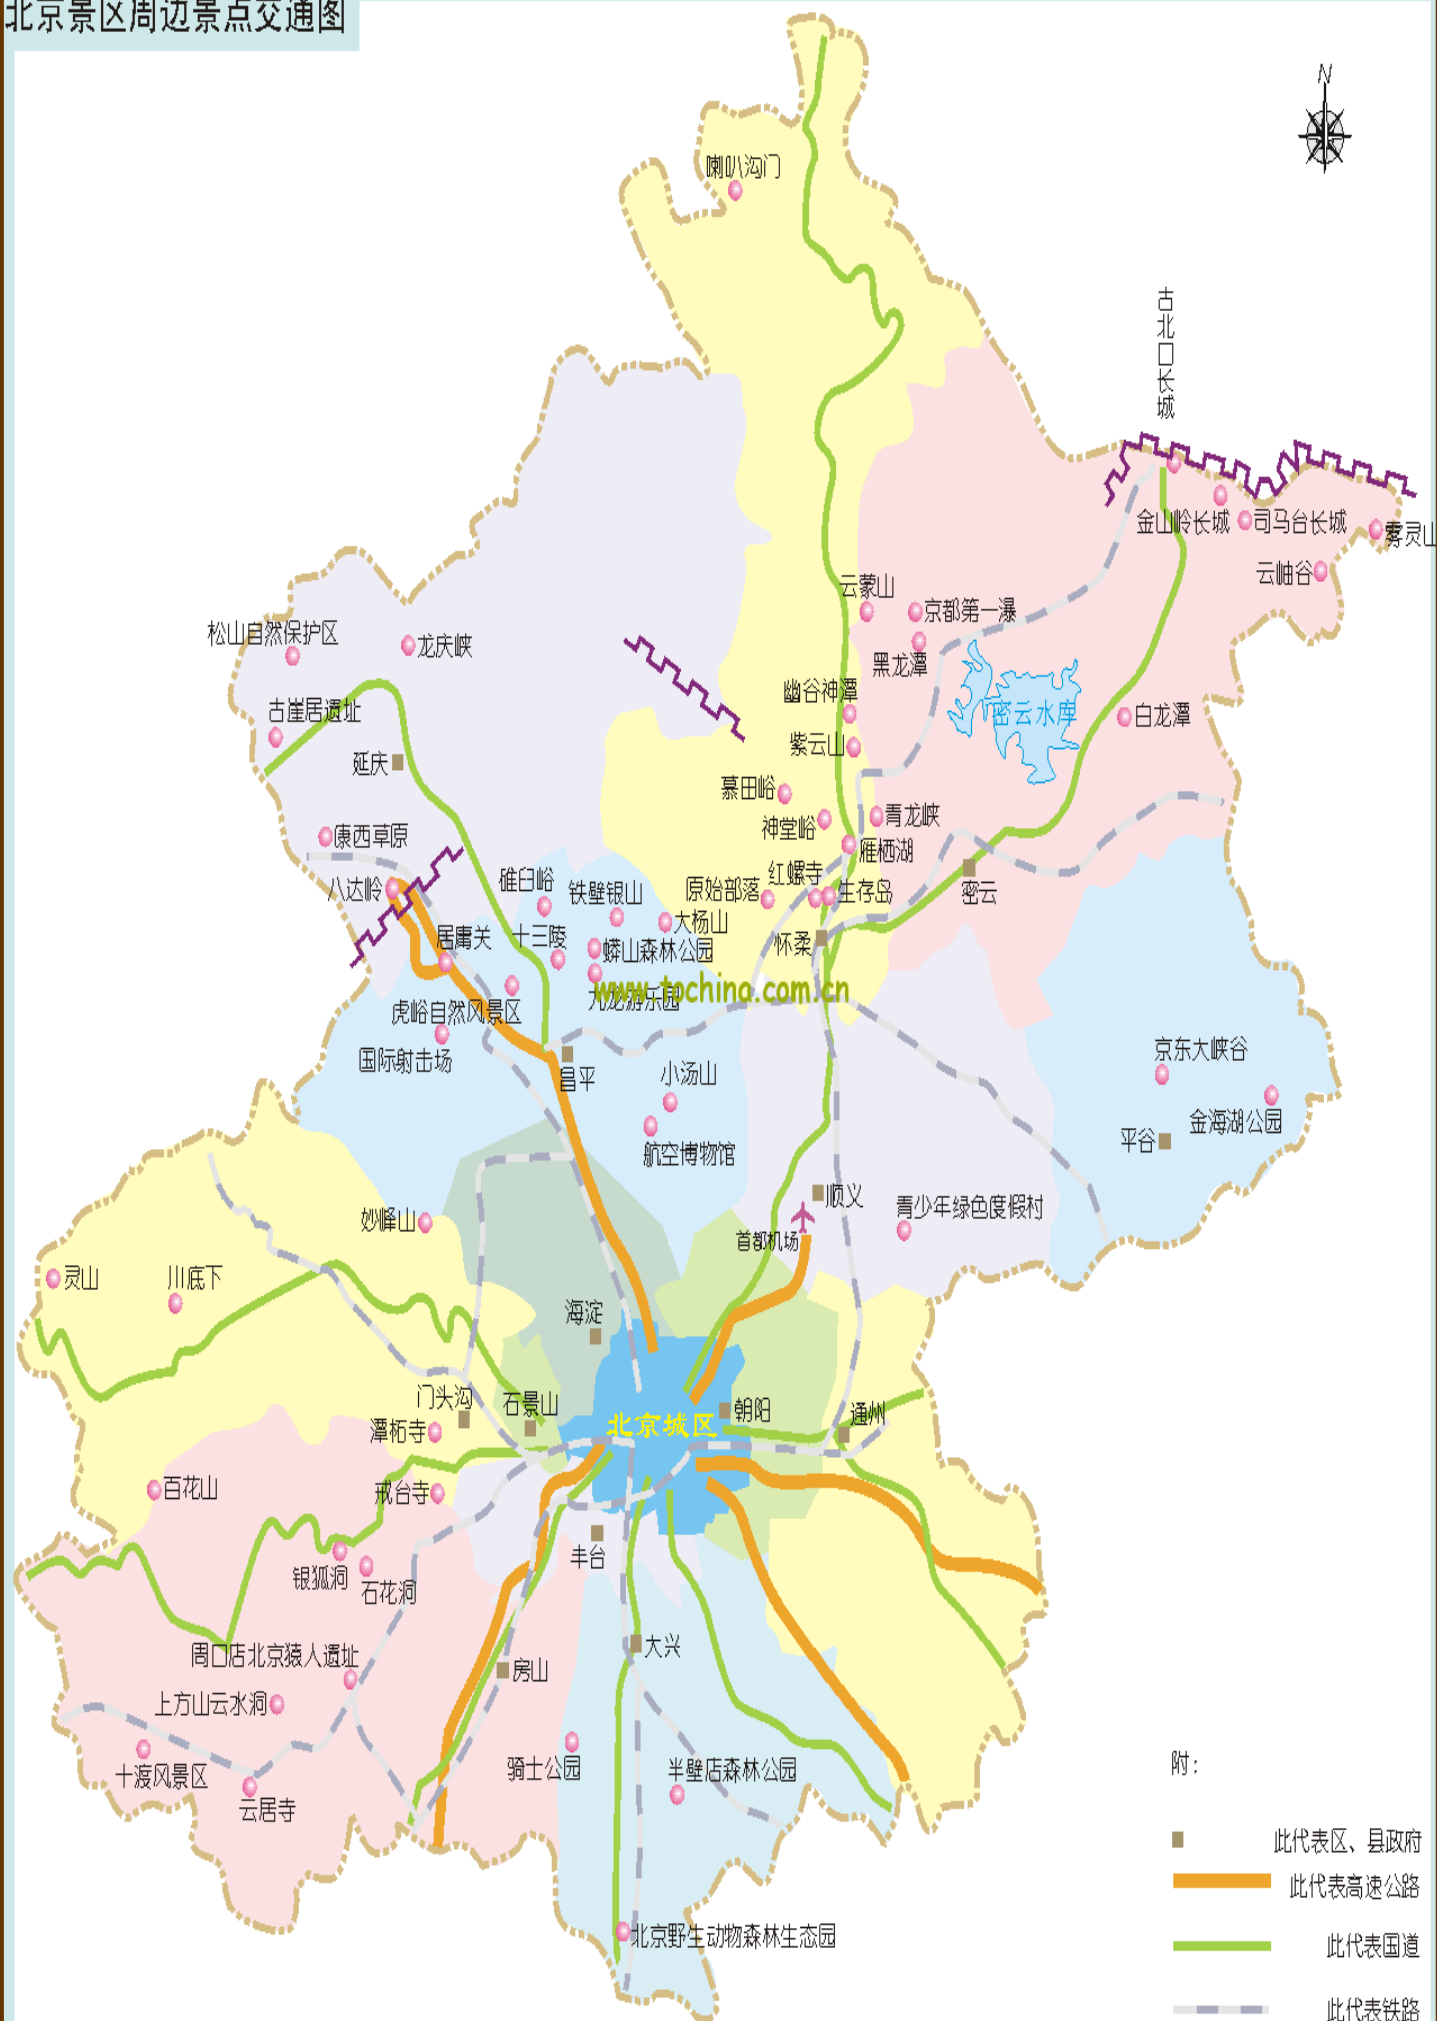 北京景区周边景点交通图
N
喇叭沟门
古北口长城
金山岭长城
司马台长城
雾灵山
云岫谷
云蒙山
京都第一瀑
黑龙潭
松山自然保护区
龙庆峡
幽谷神潭
密云水库
白龙潭
古崖居遗址
紫云山
延庆
慕田峪
神堂峪
青龙峡
康西草原
雁栖湖
八达岭
碓臼峪
铁壁银山
原始部落
红螺寺
生存岛
密云
大杨山
居庸关
十三陵
蟒山森林公园
怀柔
www.tochina.com.cn
九龙游乐园
虎峪自然风景区
国际射击场
昌平
小汤山
京东大峡谷
金海湖公园
平谷
航空博物馆
顺义
青少年绿色度假村
妙峰山
首都机场
灵山
川底下
海淀
门头沟
石景山
朝阳
通州
北京城区
潭柘寺
百花山
戒台寺
丰台
银狐洞
石花洞
周口店北京猿人遗址
大兴
房山
上方山云水洞
十渡风景区
云居寺
骑士公园
半壁店森林公园
附：
此代表区、县政府
此代表高速公路
北京野生动物森林生态园
此代表国道
此代表铁路